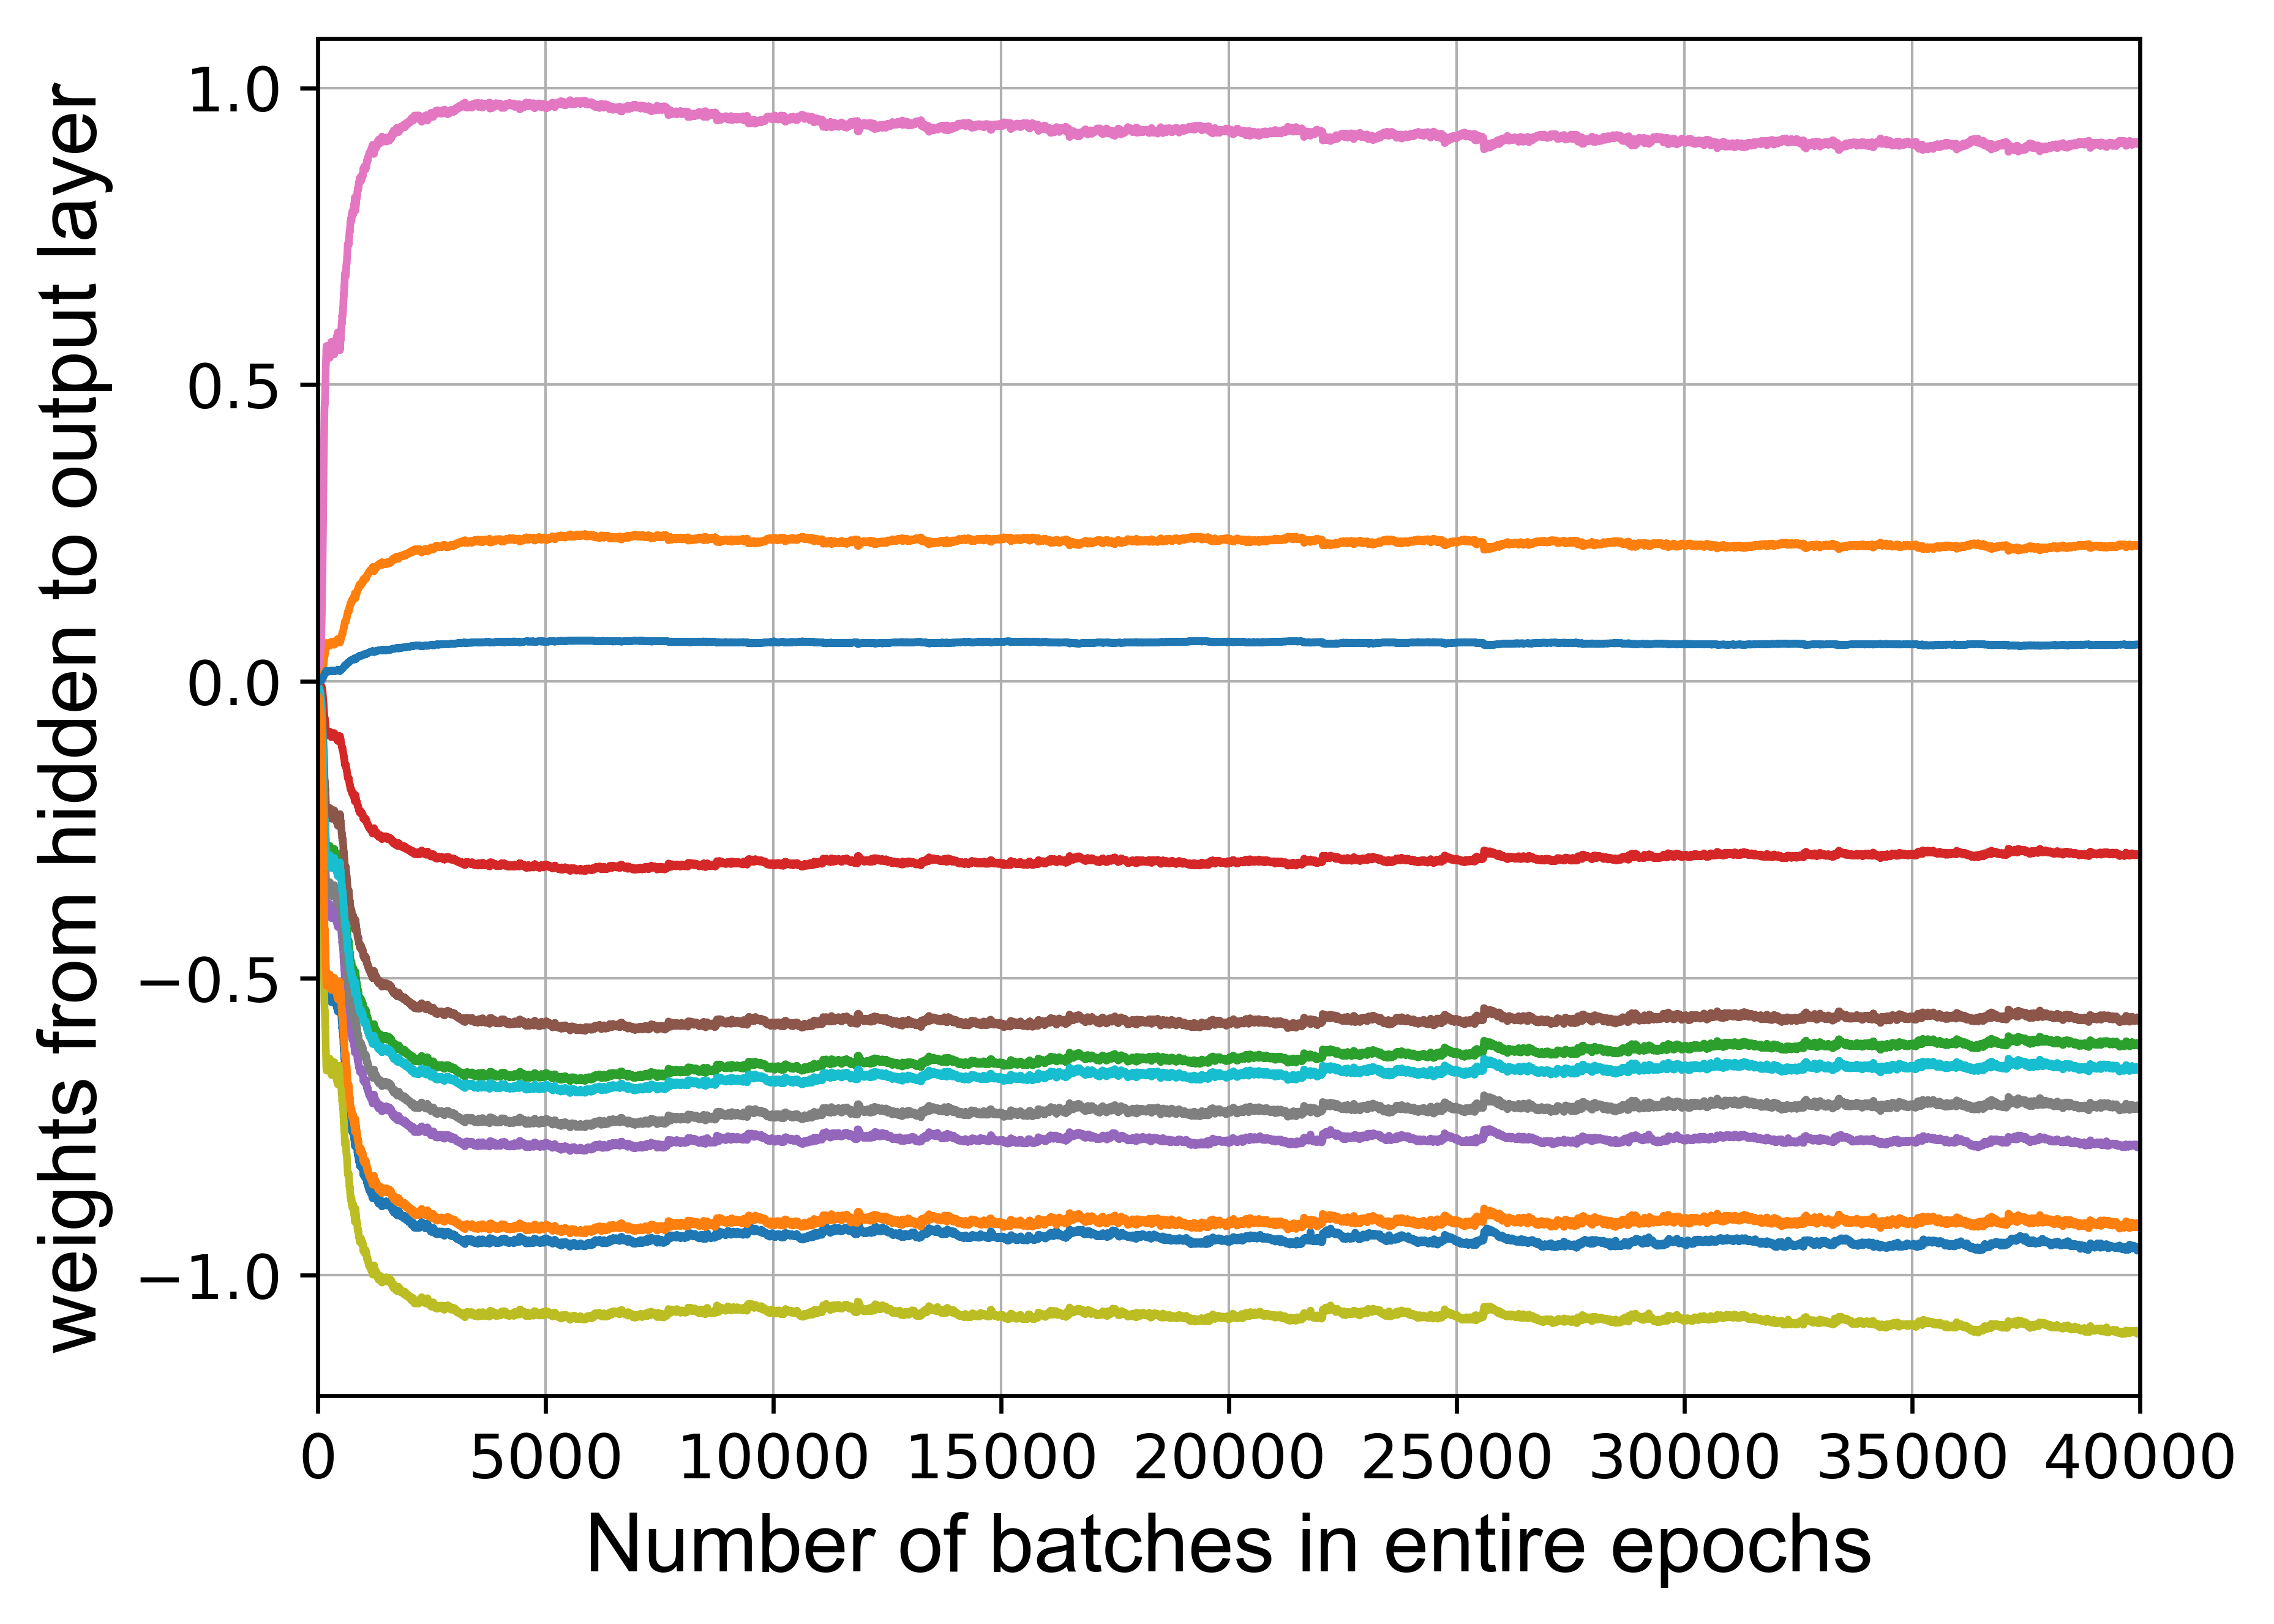 weights from hidden to output layer
1.0
0.5
0.0
−0.5
−1.0
0 5000 10000 15000 20000 25000 30000 35000 40000
Number of batches in entire epochs